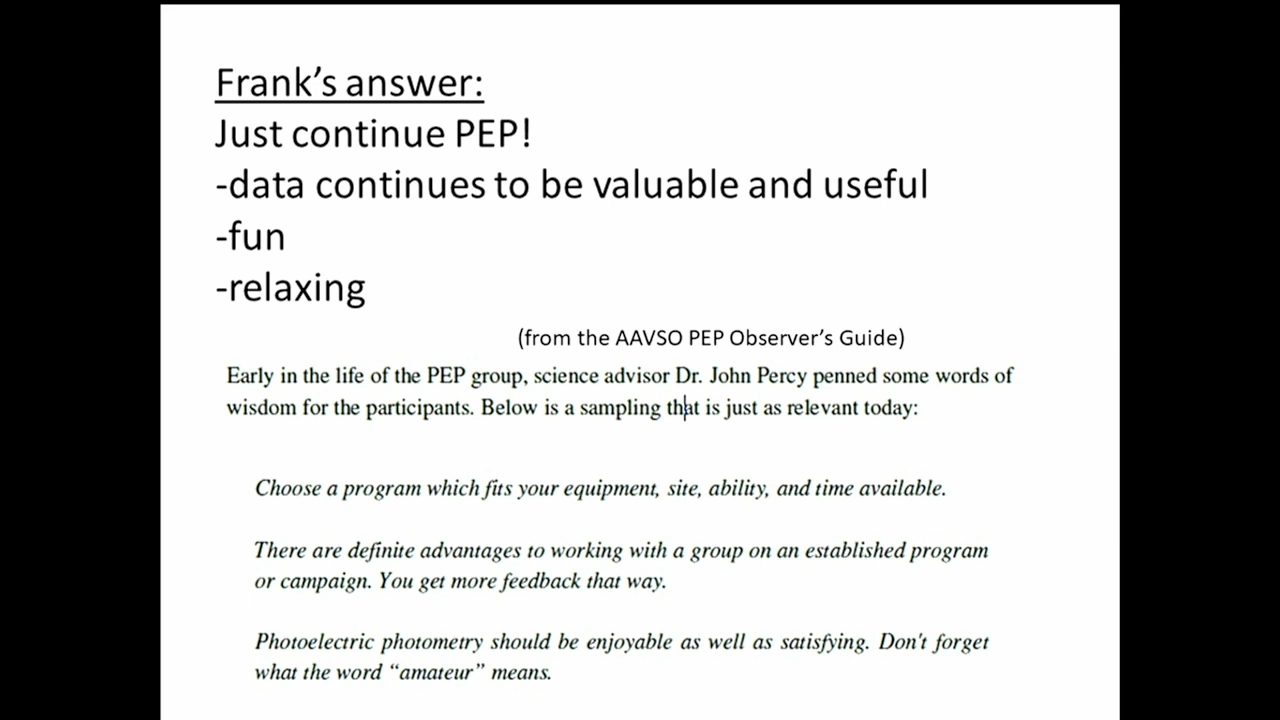 Frank's answer:
Just continue PEP!
-data continues to be valuable and useful
-fun
-relaxing
(from the AAVSO PEP Observer's Guide)
Early in the life of the PEP group, science advisor Dr. John Percy penned some words of
wisdom for the participants. Below is a sampling that is just as relevant today:
Choose a program which fits your equipment, site, ability, and time available.
There are definite advantages to working with a group on an established program
or campaign. You get more feedback that way.
Photoelectric photometry should be enjoyable as well as satisfying. Don't forget
what the word “amateur” means.